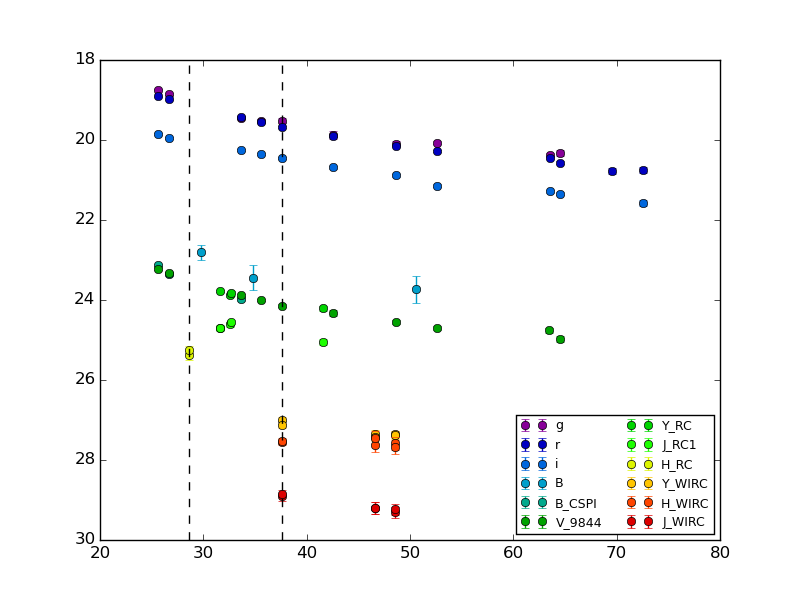 18
20
22
24
26
28
30
20 30 40 50 60 70 80
g Y_RC
r J_RC1
i H_RC
B Y_WIRC
B_CSPI H_WIRC
V_9844 J_WIRC